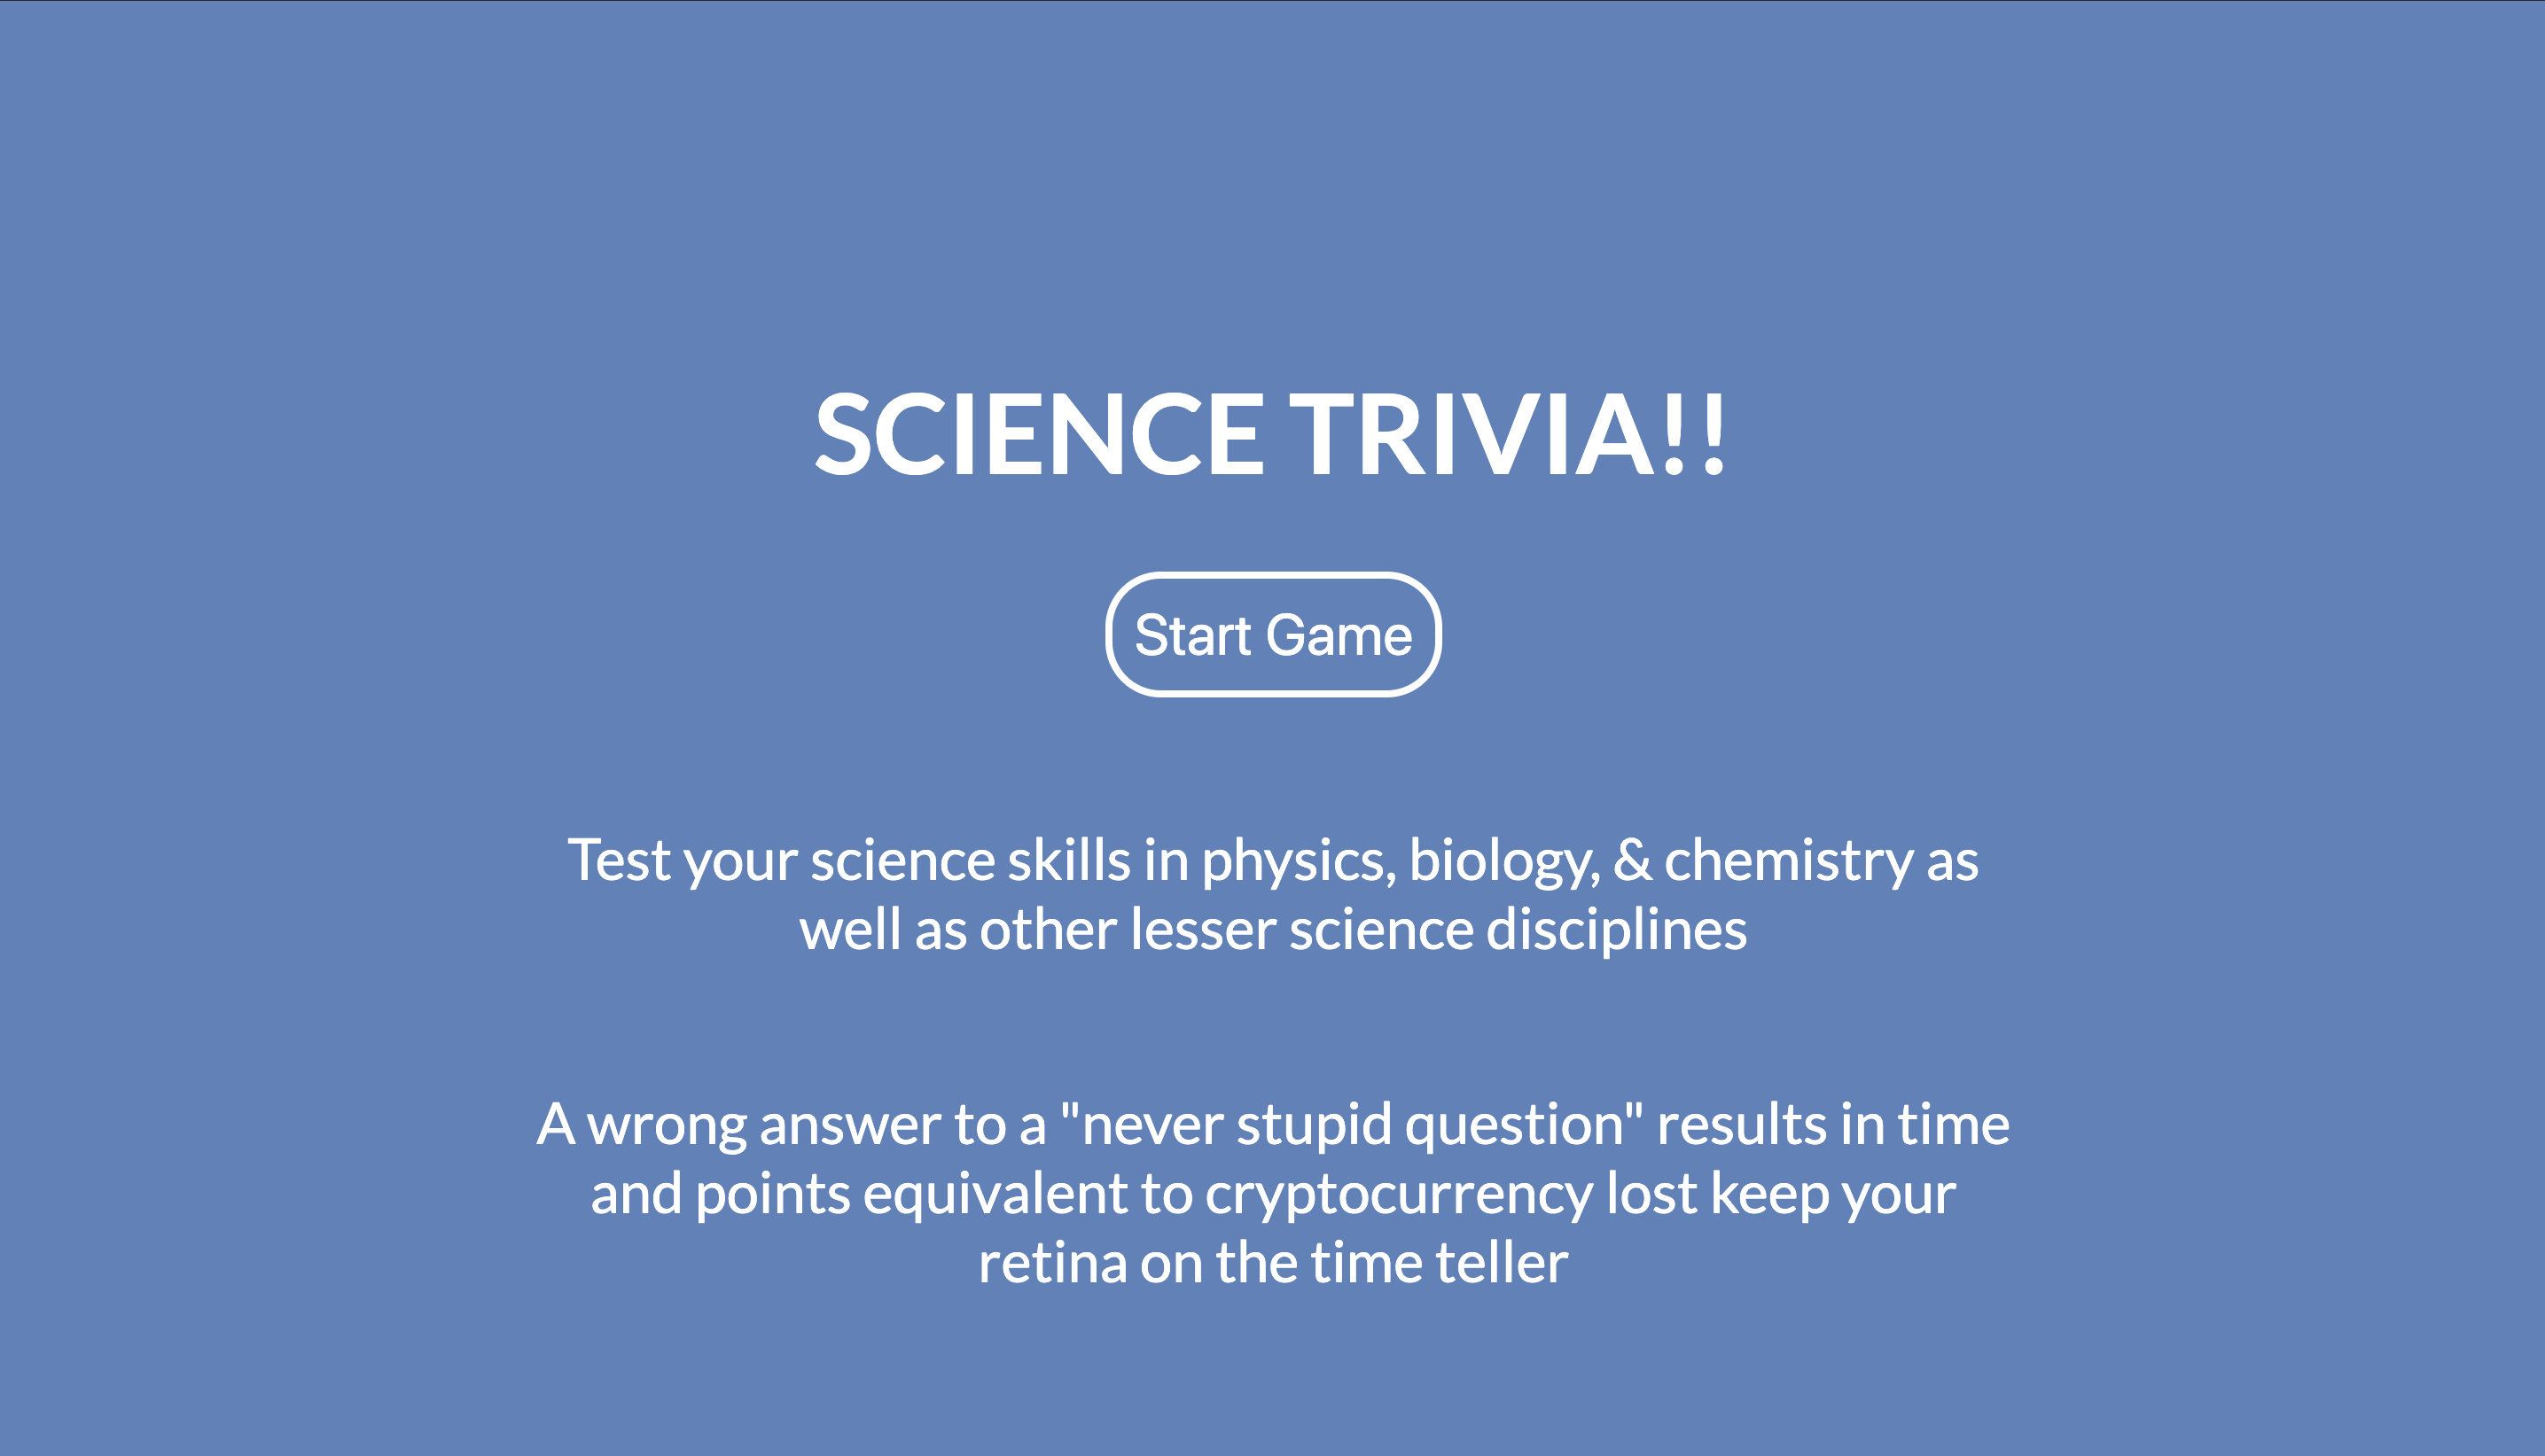 SCIENCE TRIVIA!!
Start Game
Test your science skills in physics, biology, & chemistry as
well as other lesser science disciplines
A wrong answer to a "never stupid question" results in time
and points equivalent to cryptocurrency lost keep your
retina on the time teller